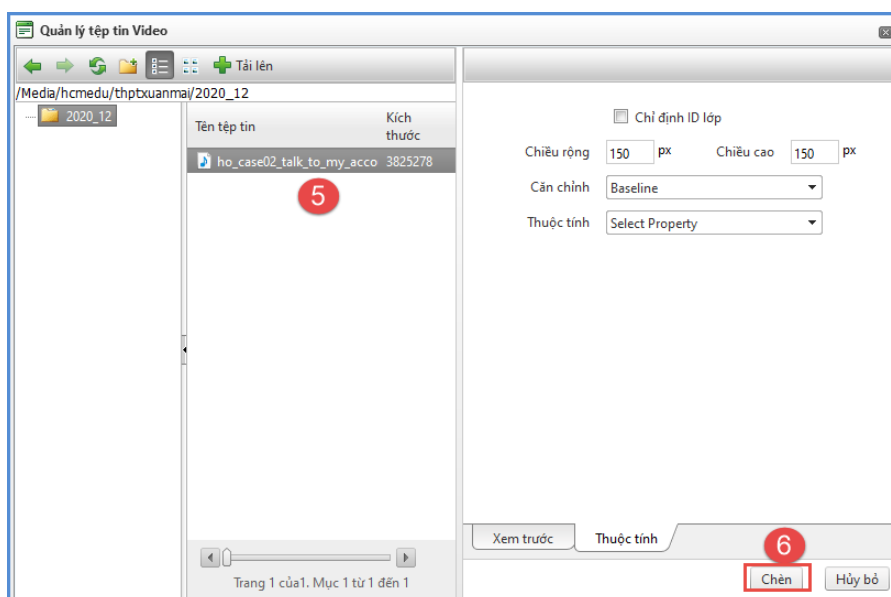 Quản lý tệp tin Video
Tải lên
/Media/hcmedu/thptxuanmai/2020_12
2020_12
Tên tệp tin
Kích thước
ho_case02_talk_to_my_acco 3825278
5
Chỉ định ID lớp
Chiều rộng 150 px Chiều cao 150 px
Căn chỉnh Baseline
Thuộc tính Select Property
Trang 1 của1. Mục 1 từ 1 đến 1
Xem trước Thuộc tính
6
Chèn Hủy bỏ